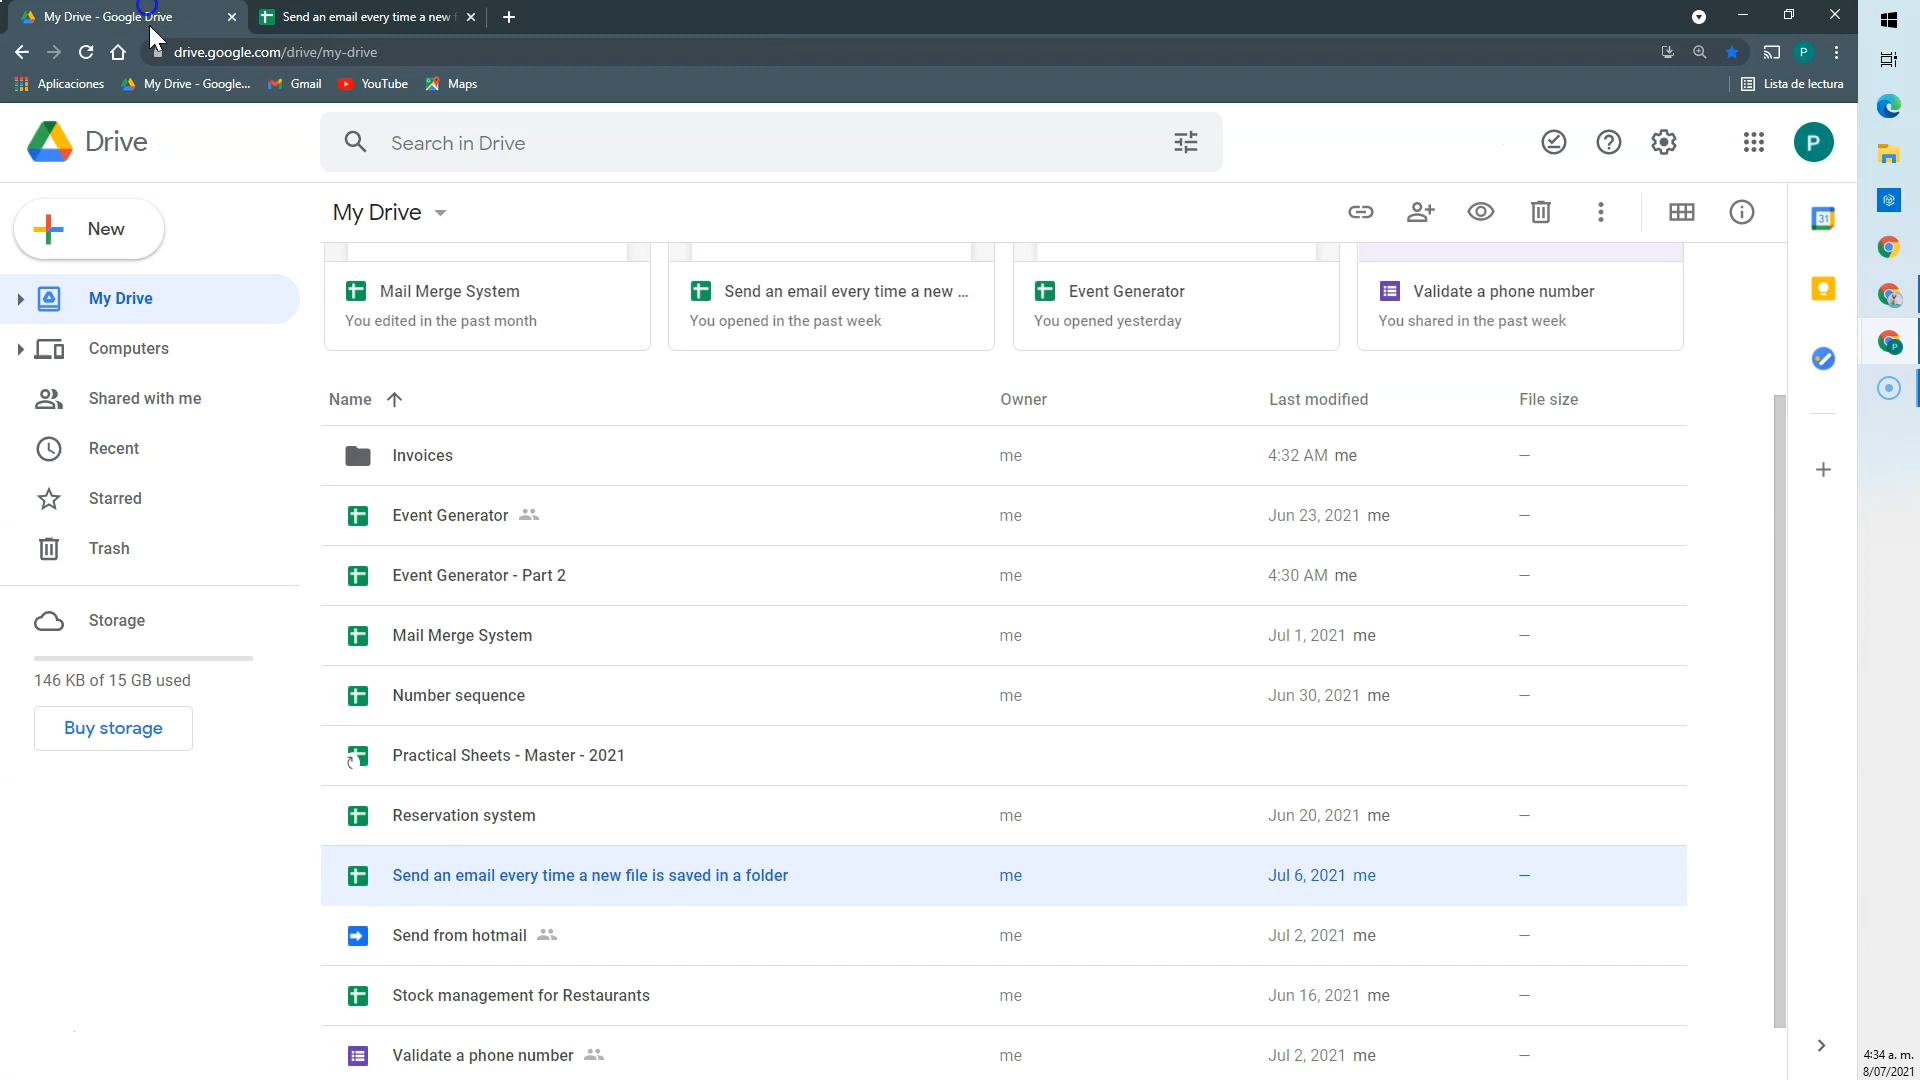 My Drive - Google Drive
Send an email every time a new f
drive.google.com/drive/my-drive
P
Aplicaciones
My Drive - Google...
Gmail
YouTube
Maps
Lista de lectura
Drive
Search in Drive
P
New
My Drive
31
My Drive
Computers
Shared with me
Recent
Starred
Trash
Storage
146 KB of 15 GB used
Buy storage
Mail Merge System
You edited in the past month
Send an email every time a new ...
You opened in the past week
Event Generator
You opened yesterday
Validate a phone number
You shared in the past week
Name Owner Last modified File size
Invoices me 4:32 AM me –
Event Generator me Jun 23, 2021 me –
Event Generator - Part 2 me 4:30 AM me –
Mail Merge System me Jul 1, 2021 me –
Number sequence me Jun 30, 2021 me –
Practical Sheets - Master - 2021
Reservation system me Jun 20, 2021 me –
Send an email every time a new file is saved in a folder me Jul 6, 2021 me –
Send from hotmail me Jul 2, 2021 me –
Stock management for Restaurants me Jun 16, 2021 me –
Validate a phone number me Jul 2, 2021 me –
4:34 a. m.
8/07/2021